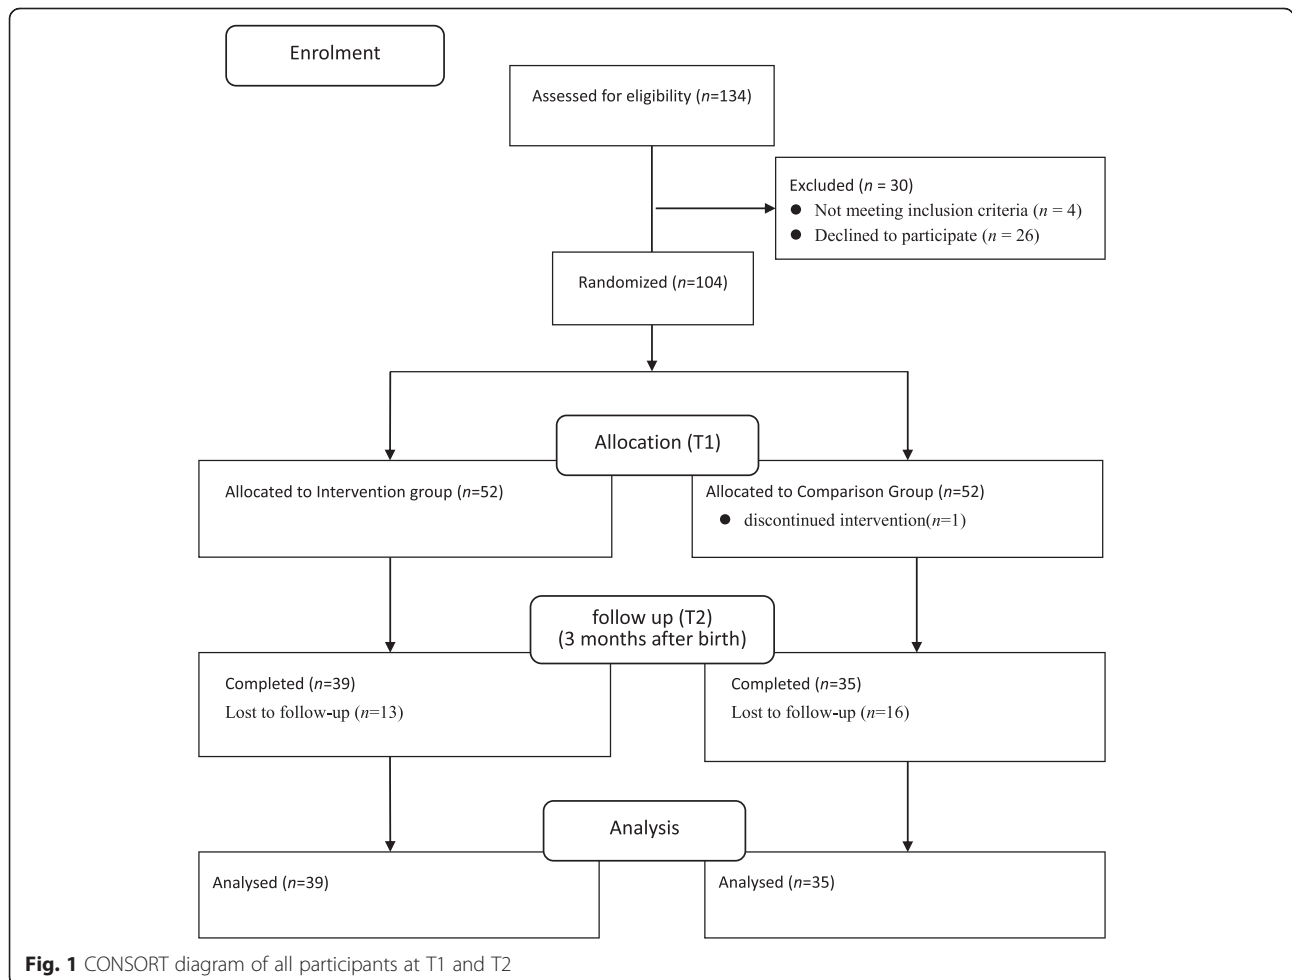 Enrolment
Assessed for eligibility (n=134)
Excluded (n = 30)
● Not meeting inclusion criteria (n = 4)
● Declined to participate (n = 26)
Randomized (n=104)
Allocation (T1)
Allocated to Intervention group (n=52)
Allocated to Comparison Group (n=52)
● discontinued intervention(n=1)
follow up (T2)
(3 months after birth)
Completed (n=39)
Lost to follow-up (n=13)
Completed (n=35)
Lost to follow-up (n=16)
Analysis
Analysed (n=39)
Analysed (n=35)
Fig. 1 CONSORT diagram of all participants at T1 and T2